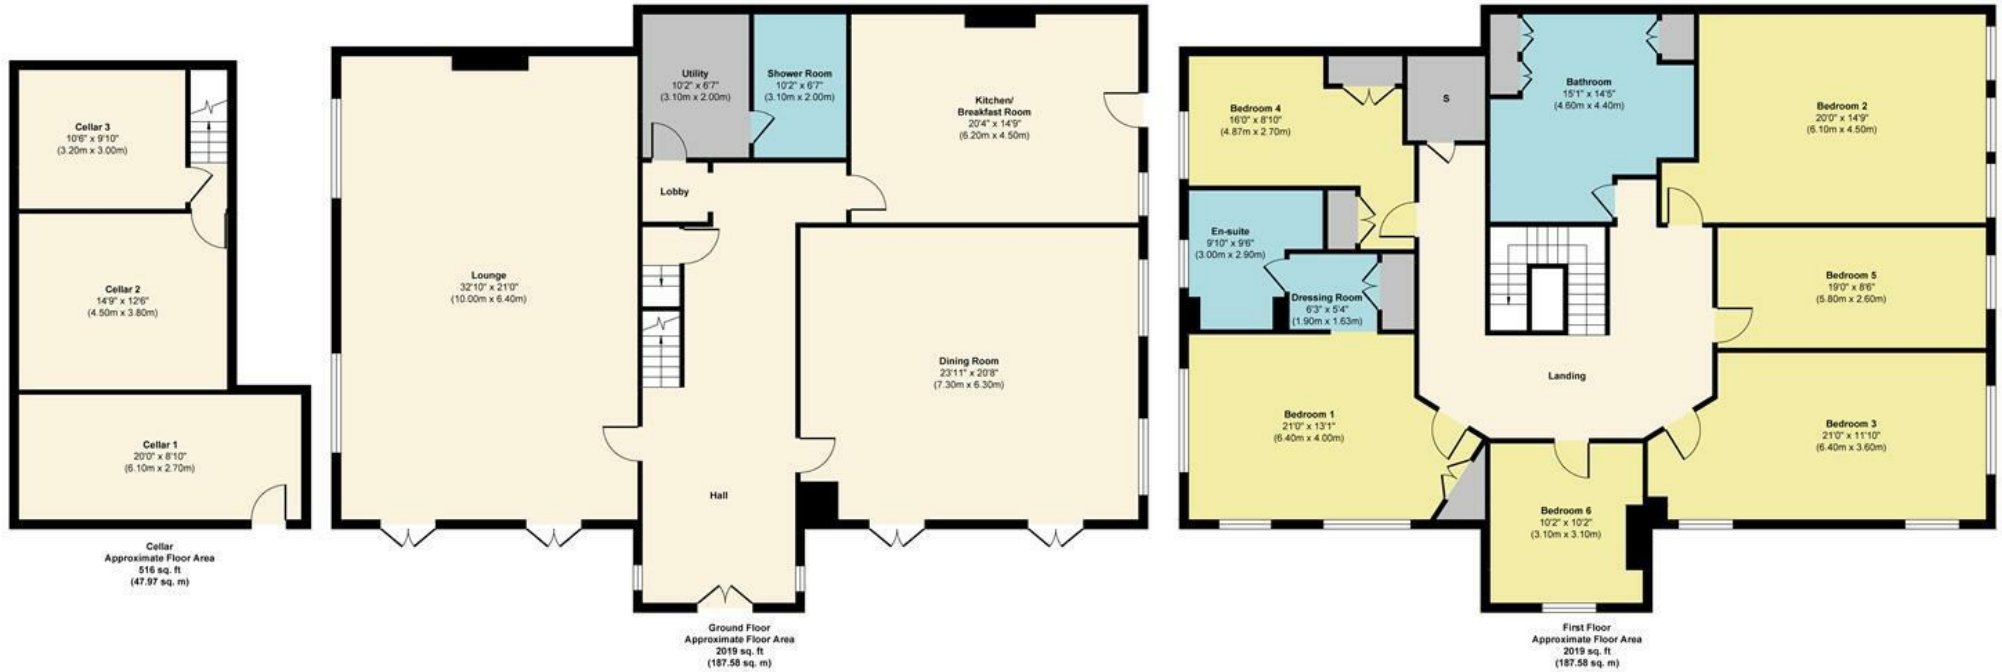 Cellar 3
10'6" x 9'10"
(3.20m x 3.00m)
Cellar 2
14'9" x 12'6"
(4.50m x 3.80m)
Cellar 1
20'0" x 8'10"
(6.10m x 2.70m)
Cellar
Approximate Floor Area
516 sq. ft
(47.97 sq. m)
Utility
10'2" x 6'7"
(3.10m x 2.00m)
Shower Room
10'2" x 6'7"
(3.10m x 2.00m)
Kitchen/
Breakfast Room
20'4" x 14'9"
(6.20m x 4.50m)
Lobby
Lounge
32'10" x 21'0"
(10.00m x 6.40m)
Dining Room
23'11" x 20'8"
(7.30m x 6.30m)
Hall
Ground Floor
Approximate Floor Area
2019 sq. ft
(187.58 sq. m)
Bedroom 4
16'0" x 8'10"
(4.87m x 2.70m)
S
Bathroom
15'1" x 14'5"
(4.60m x 4.40m)
Bedroom 2
20'0" x 14'9"
(6.10m x 4.50m)
En-suite
9'10" x 9'6"
(3.00m x 2.90m)
Dressing Room
6'3" x 5'4"
(1.90m x 1.63m)
Bedroom 5
19'0" x 8'6"
(5.80m x 2.60m)
Landing
Bedroom 1
21'0" x 13'1"
(6.40m x 4.00m)
Bedroom 3
21'0" x 11'10"
(6.40m x 3.60m)
Bedroom 6
10'2" x 10'2"
(3.10m x 3.10m)
First Floor
Approximate Floor Area
2019 sq. ft
(187.58 sq. m)